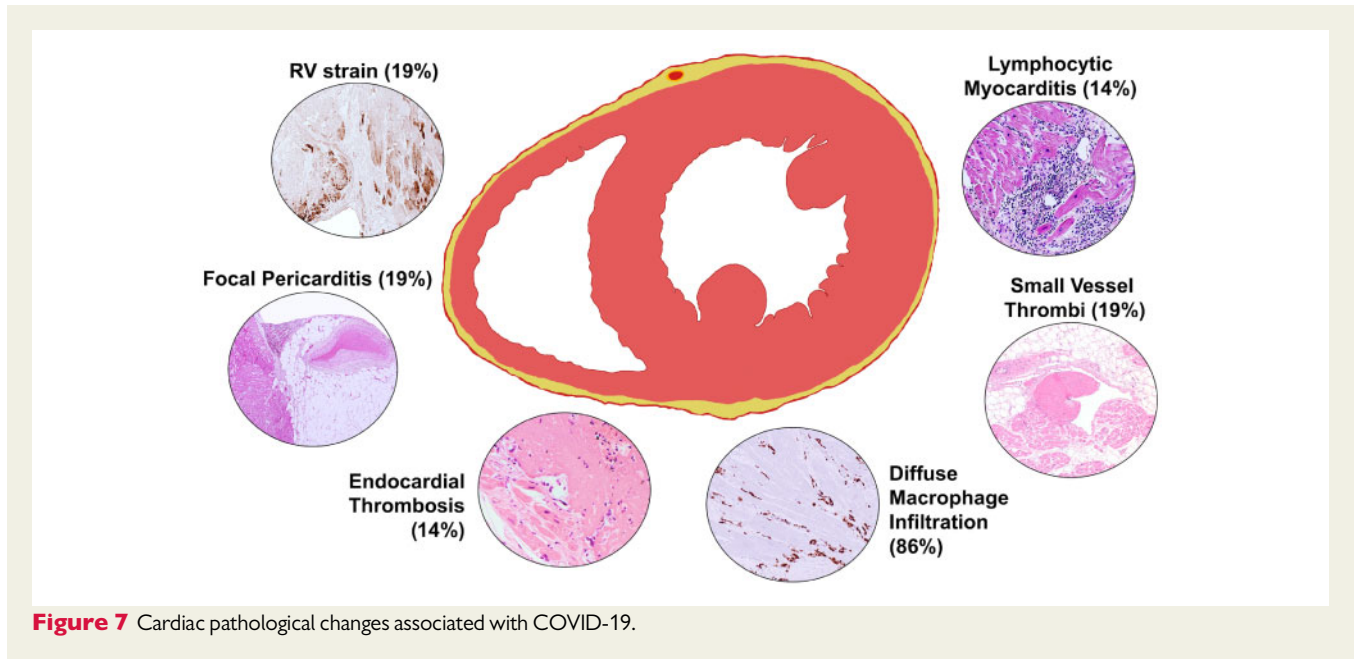 RV strain (19%)
Lymphocytic
Myocarditis (14%)
Focal Pericarditis (19%)
Small Vessel
Thrombi (19%)
Endocardial
Thrombosis
(14%)
Diffuse
Macrophage
Infiltration
(86%)
Figure 7 Cardiac pathological changes associated with COVID-19.